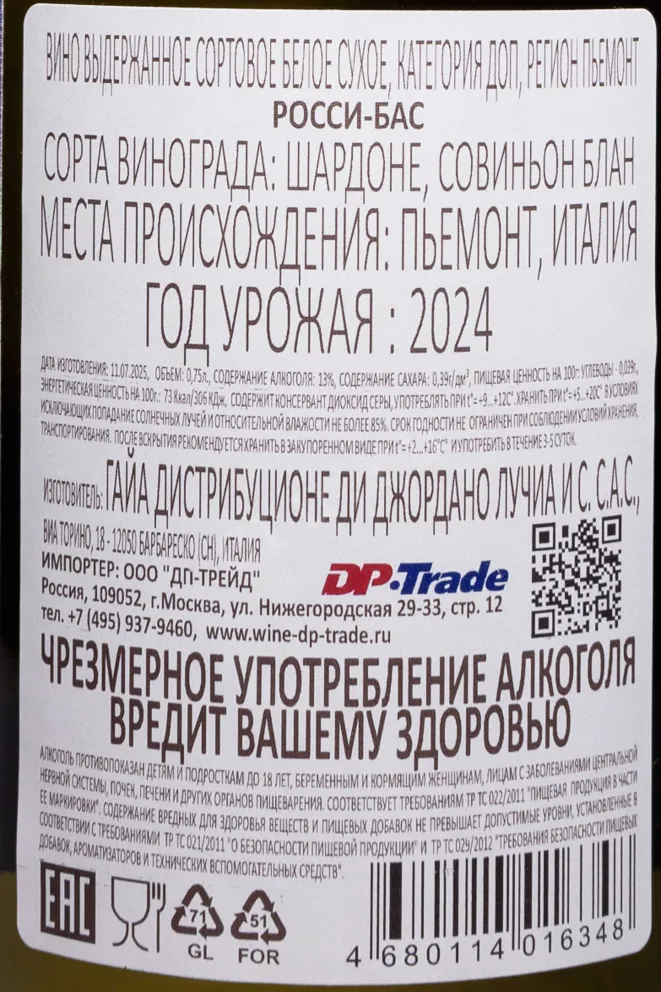 ВИНО ВЫДЕРЖАННОЕ СОРТОВОЕ БЕЛОЕ СУХОЕ, КАТЕГОРИЯ ДОП, РЕГИОН ПЬЕМОНТ
РОССИ-БАС
СОРТА ВИНОГРАДА: ШАРДОНЕ, СОВИНЬОН БЛАН
МЕСТА ПРОИСХОЖДЕНИЯ: ПЬЕМОНТ, ИТАЛИЯ
ГОД УРОЖАЯ : 2024
ДАТА ИЗГОТОВЛЕНИЯ: 11.07.2025, ОБЪЕМ: 0,75л., СОДЕРЖАНИЕ АЛКОГОЛЯ: 13%, СОДЕРЖАНИЕ САХАРА: 0,39г/дм³, ПИЩЕВАЯ ЦЕННОСТЬ НА 100г: УГЛЕВОДЫ - 0,039г,
ЭНЕРГЕТИЧЕСКАЯ ЦЕННОСТЬ НА 100г.: 73 Ккал/306 КДж, СОДЕРЖИТ КОНСЕРВАНТ ДИОКСИД СЕРЫ, УПОТРЕБЛЯТЬ ПРИ t°=+9...+12C° ХРАНИТЬ ПРИ t°=+5...+20C° В УСЛОВИЯХ
ИСКЛЮЧАЮЩИХ ПОПАДАНИЕ СОЛНЕЧНЫХ ЛУЧЕЙ И ОТНОСИТЕЛЬНОЙ ВЛАЖНОСТИ НЕ БОЛЕЕ 85%. СРОК ГОДНОСТИ НЕ ОГРАНИЧЕН ПРИ СОБЛЮДЕНИИ УСЛОВИЙ ХРАНЕНИЯ,
ТРАНСПОРТИРОВАНИЯ. ПОСЛЕ ВСКРЫТИЯ РЕКОМЕНДУЕТСЯ ХРАНИТЬ В ЗАКУПОРЕННОМ ВИДЕ ПРИ t°=+2...+16°C° И УПОТРЕБИТЬ В ТЕЧЕНИЕ 3-5 СУТОК.
ИЗГОТОВИТЕЛЬ: ГАЙА ДИСТРИБУЦИОНЕ ДИ ДЖОРДАНО ЛУЧИА И С. С.А.С.,
ВИА ТОРИНО, 18 - 12050 БАРБАРЕСКО (CH), ИТАЛИЯ
ИМПОРТЕР: ООО "ДП-ТРЕЙД"
DP-Trade
Россия, 109052, г.Москва, ул. Нижегородская 29-33, стр. 12
тел. +7 (495) 937-9460, www.wine-dp-trade.ru
ЧРЕЗМЕРНОЕ УПОТРЕБЛЕНИЕ АЛКОГОЛЯ
ВРЕДИТ ВАШЕМУ ЗДОРОВЬЮ
АЛКОГОЛЬ ПРОТИВОПОКАЗАН ДЕТЯМ И ПОДРОСТКАМ ДО 18 ЛЕТ, БЕРЕМЕННЫМ И КОРМЯЩИМ ЖЕНЩИНАМ, ЛИЦАМ С ЗАБОЛЕВАНИЯМИ ЦЕНТРАЛЬНОЙ
НЕРВНОЙ СИСТЕМЫ, ПОЧЕК, ПЕЧЕНИ И ДРУГИХ ОРГАНОВ ПИЩЕВАРЕНИЯ. СООТВЕТСТВУЕТ ТРЕБОВАНИЯМ ТР ТС 022/2011 "ПИЩЕВАЯ ПРОДУКЦИЯ В ЧАСТИ
ЕЕ МАРКИРОВКИ". СОДЕРЖАНИЕ ВРЕДНЫХ ДЛЯ ЗДОРОВЬЯ ВЕЩЕСТВ И ПИЩЕВЫХ ДОБАВОК НЕ ПРЕВЫШАЕТ ДОПУСТИМЫЕ УРОВНИ, УСТАНОВЛЕННЫЕ В
СООТВЕТСТВИИ С ТРЕБОВАНИЯМИ ТР ТС 021/2011 "О БЕЗОПАСНОСТИ ПИЩЕВОЙ ПРОДУКЦИИ" И ТР ТС 029/2012 "ТРЕБОВАНИЯ БЕЗОПАСНОСТИ ПИЩЕВЫХ
ДОБАВОК, АРОМАТИЗАТОРОВ И ТЕХНИЧЕСКИХ ВСПОМОГАТЕЛЬНЫХ СРЕДСТВ".
ЕАС
71
GL
51
FOR
4 680114 016348